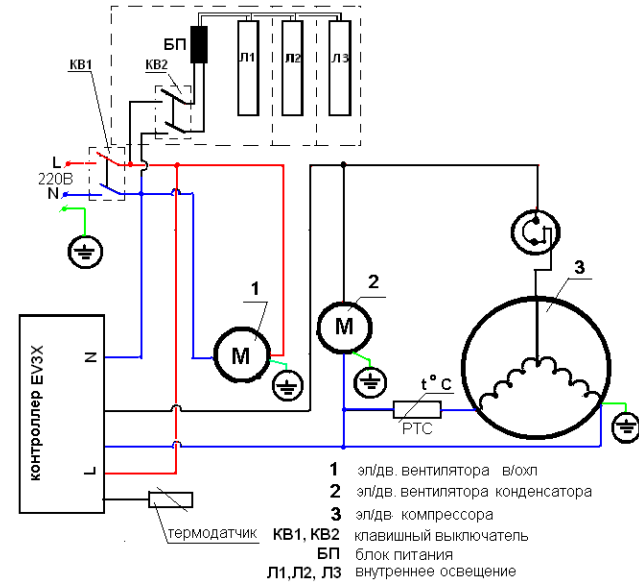 БП
КВ1
КВ2
Л1
Л2
Л3
L
220В
N
1
2
3
М
М
t°C
РТС
контроллер EV3X
N
L
термодатчик
1 эл/дв. вентилятора в/охл
2 эл/дв. вентилятора конденсатора
3 эл/дв. компрессора
КВ1, КВ2 клавишный выключатель
БП блок питания
Л1,Л2, Л3 внутреннее освещение